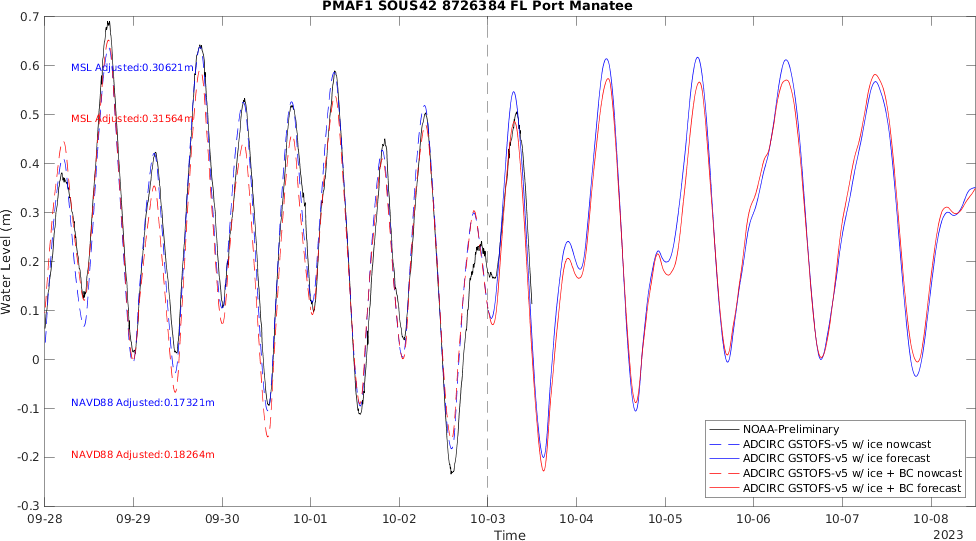 PMAF1 SOUS42 8726384 FL Port Manatee
0.7
0.6
0.5
0.4
0.3
0.2
0.1
0
-0.1
-0.2
-0.3
Water Level (m)
MSL Adjusted:0.30621m
MSL Adjusted:0.31564m
NAVD88 Adjusted:0.17321m
NAVD88 Adjusted:0.18264m
NOAA-Preliminary
ADCIRC GSTOFS-v5 w/ ice nowcast
ADCIRC GSTOFS-v5 w/ ice forecast
ADCIRC GSTOFS-v5 w/ ice + BC nowcast
ADCIRC GSTOFS-v5 w/ ice + BC forecast
09-28 09-29 09-30 10-01 10-02 10-03 10-04 10-05 10-06 10-07 10-08
Time
2023